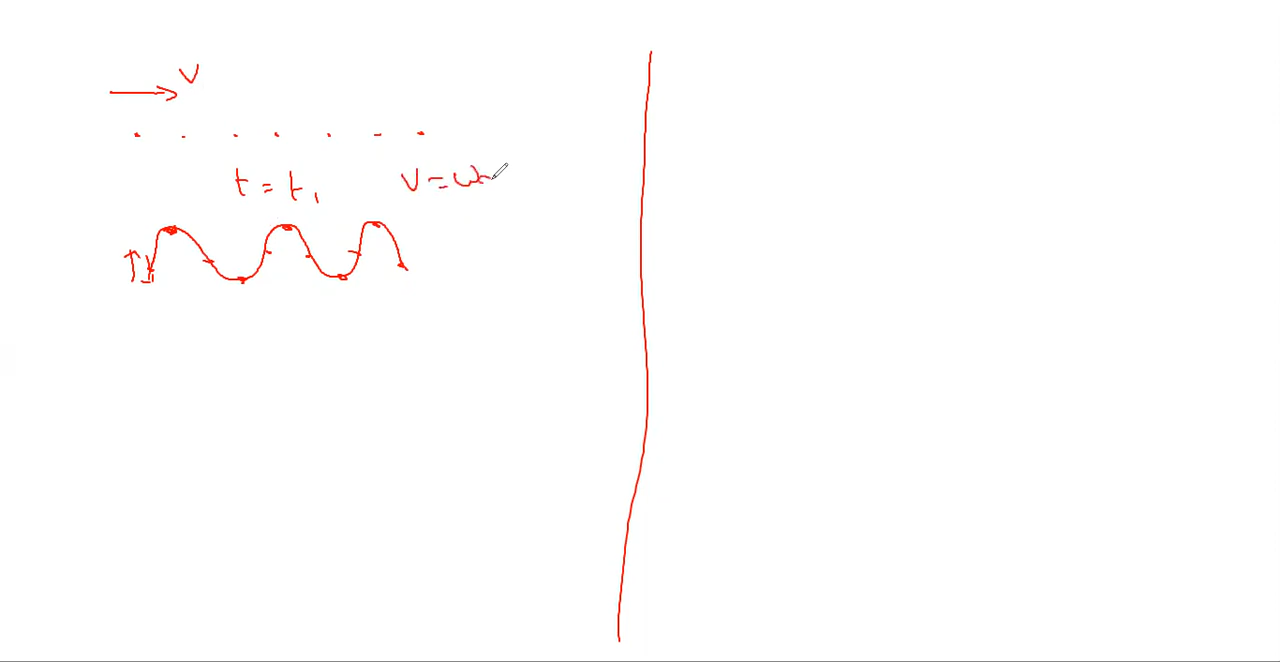 V
t = t₁
V = ω